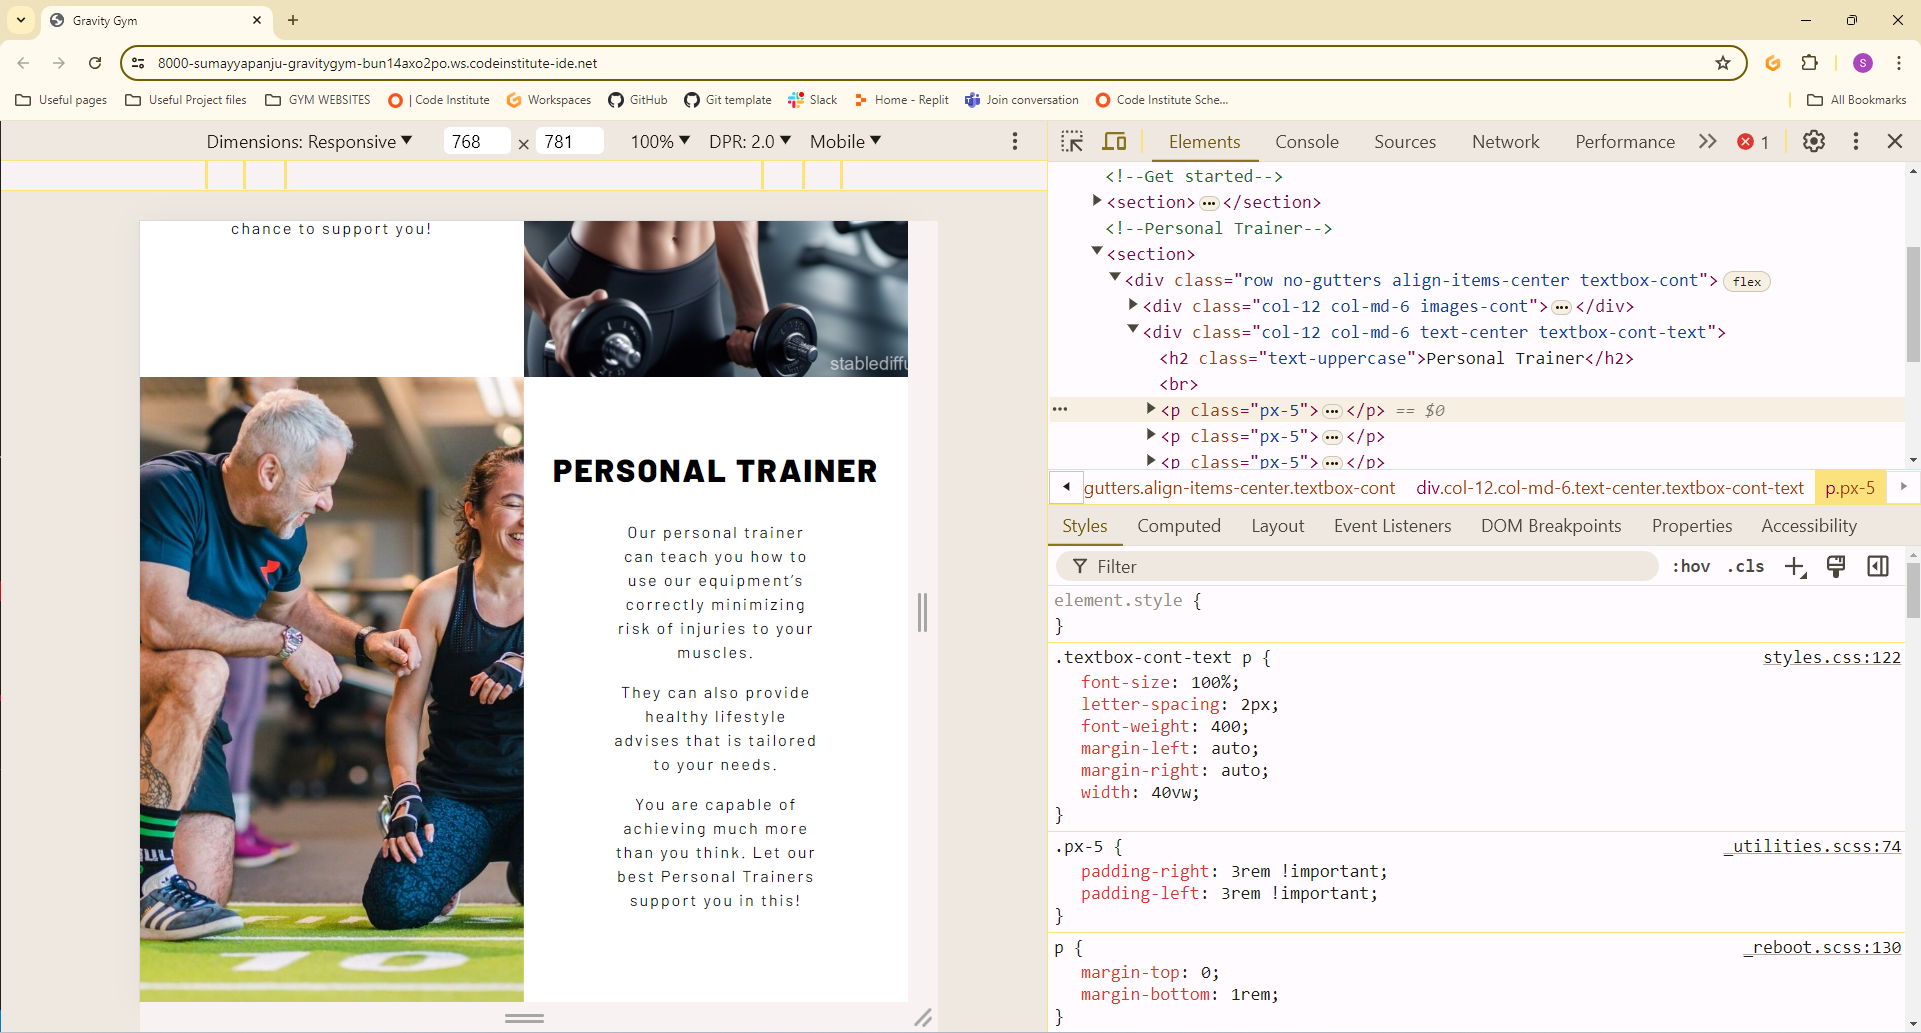 Gravity Gym
8000-sumayyapanju-gravitygym-bun14axo2po.ws.codeinstitute-ide.net
S
Useful pages
Useful Project files
GYM WEBSITES
| Code Institute
Workspaces
GitHub
Git template
Slack
Home - Replit
Join conversation
Code Institute Sche...
All Bookmarks
Dimensions: Responsive
768 × 781
100%
DPR: 2.0
Mobile
chance to support you!
stablediffu
PERSONAL TRAINER
Our personal trainer
can teach you how to
use our equipment's
correctly minimizing
risk of injuries to your
muscles.
They can also provide
healthy lifestyle
advises that is tailored
to your needs.
You are capable of
achieving much more
than you think. Let our
best Personal Trainers
support you in this!
10
Elements
Console
Sources
Network
Performance
1
<!--Get started-->
<section> ••• </section>
<!--Personal Trainer-->
<section>
<div class="row no-gutters align-items-center textbox-cont"> flex
<div class="col-12 col-md-6 images-cont"> ••• </div>
<div class="col-12 col-md-6 text-center textbox-cont-text">
<h2 class="text-uppercase">Personal Trainer</h2>
<br>
••• <p class="px-5"> ••• </p> == $0
<p class="px-5"> ••• </p>
<p class="px-5"> ••• </p>
gutters.align-items-center.textbox-cont div.col-12.col-md-6.text-center.textbox-cont-text p.px-5
Styles
Computed
Layout
Event Listeners
DOM Breakpoints
Properties
Accessibility
Filter
:hov .cls
element.style {
}
.textbox-cont-text p { styles.css:122
font-size: 100%;
letter-spacing: 2px;
font-weight: 400;
margin-left: auto;
margin-right: auto;
width: 40vw;
}
.px-5 { _utilities.scss:74
padding-right: 3rem !important;
padding-left: 3rem !important;
}
p { _reboot.scss:130
margin-top: 0;
margin-bottom: 1rem;
}